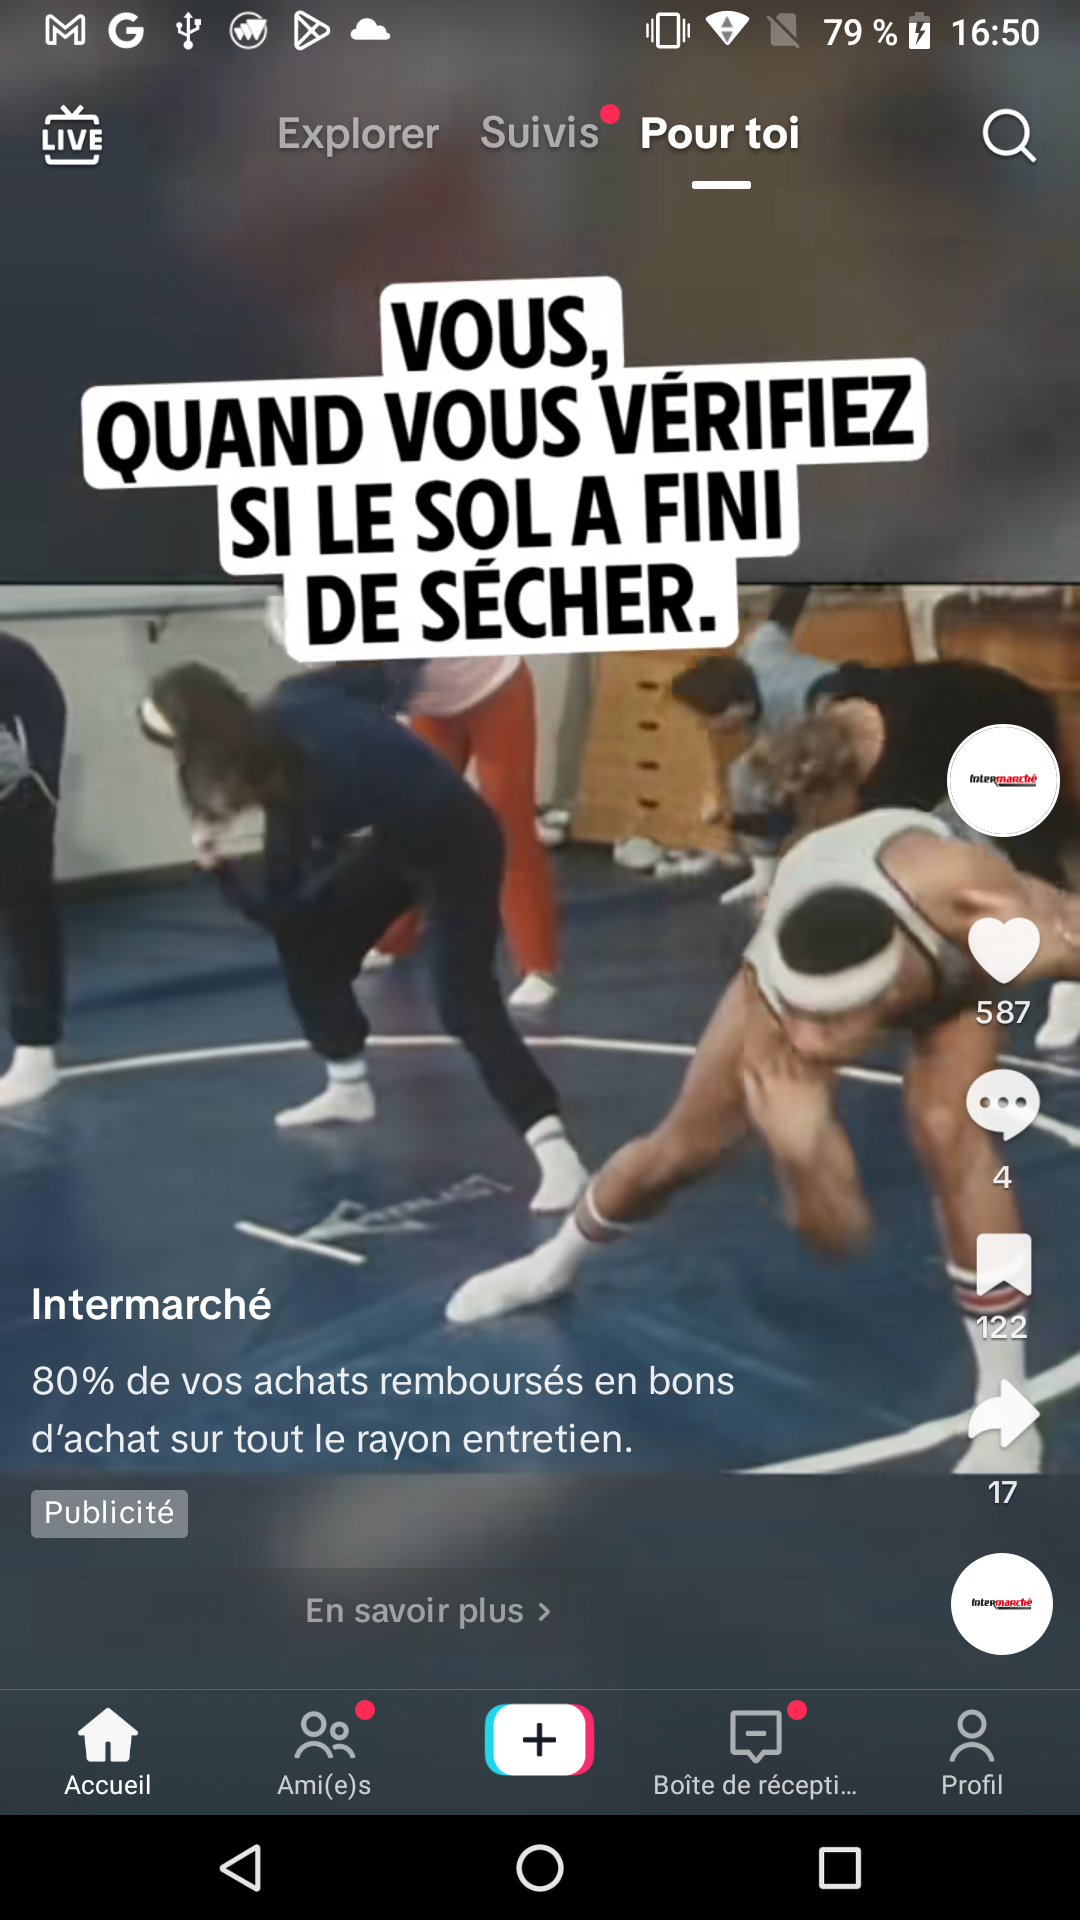 79 % 16:50
LIVE Explorer Suivis Pour toi
VOUS,
QUAND VOUS VÉRIFIEZ
SI LE SOL A FINI
DE SÉCHER.
Intermarché
587
4
122
17
Intermarché
80% de vos achats remboursés en bons
d’achat sur tout le rayon entretien.
Publicité
En savoir plus >
Intermarché
Accueil Ami(e)s Boîte de récepti... Profil